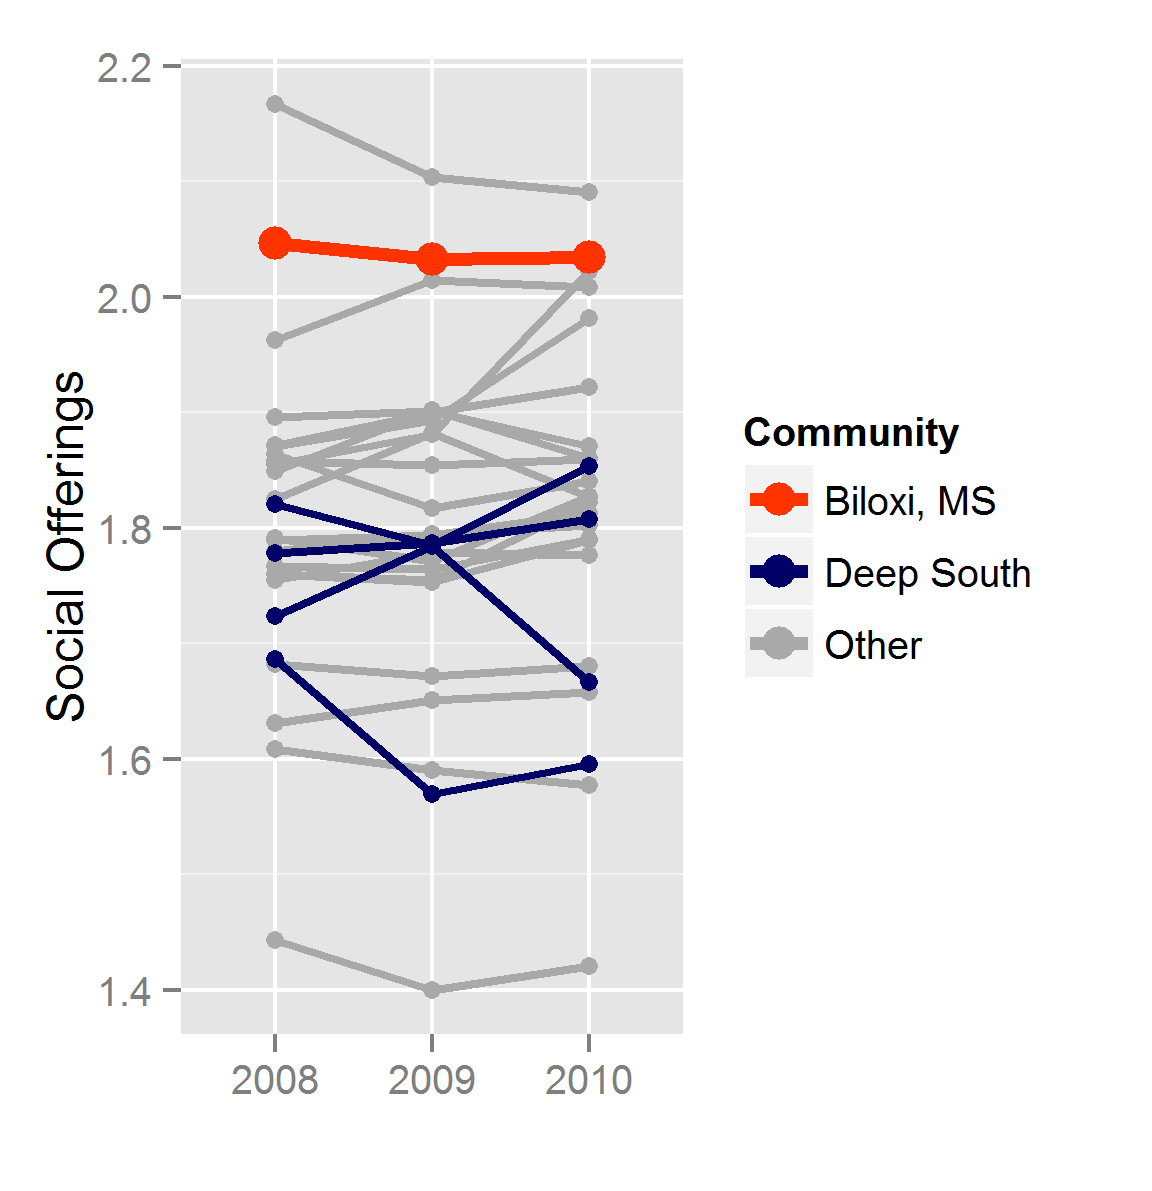 2.2
2.0
1.8
1.6
1.4
Social Offerings
2008 2009 2010
Community
Biloxi, MS
Deep South
Other